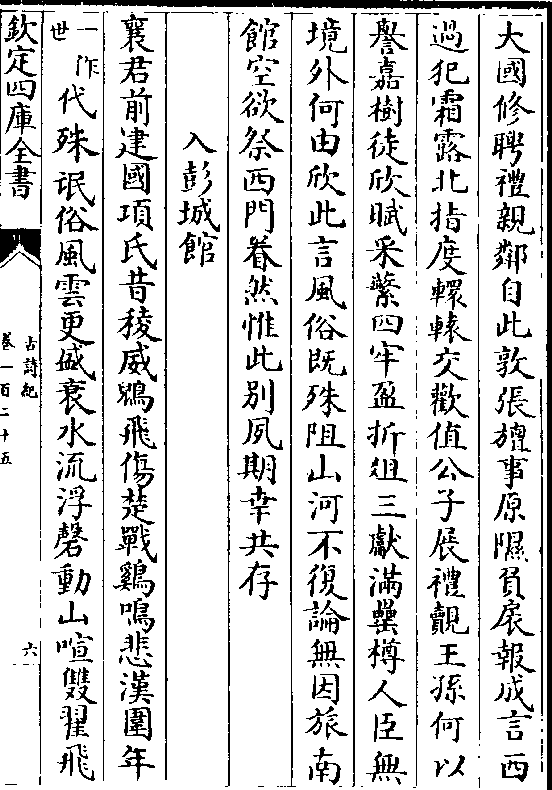 大國修聘禮親鄰自此敦張旜事原隰負扆報成言西
過犯霜露北指度轘轅交歡值公子展禮覿王孫何以
譽嘉樹徒欣賦采蘩四牢盈折俎三獻滿罍樽人臣無
境外何由欣此言風俗既殊阻山河不復論無因旅南
館空欲祭西門眷然惟此別夙期幸共存
入彭城館
襄君前建國項氏昔稜威鴻飛傷楚戰鷄鳴悲漢圍年
一作世代殊氓俗風雲更盛衰水流浮磬動山喧雙翟飛
欽定四庫全書
古詩紀
卷一百二十五
六